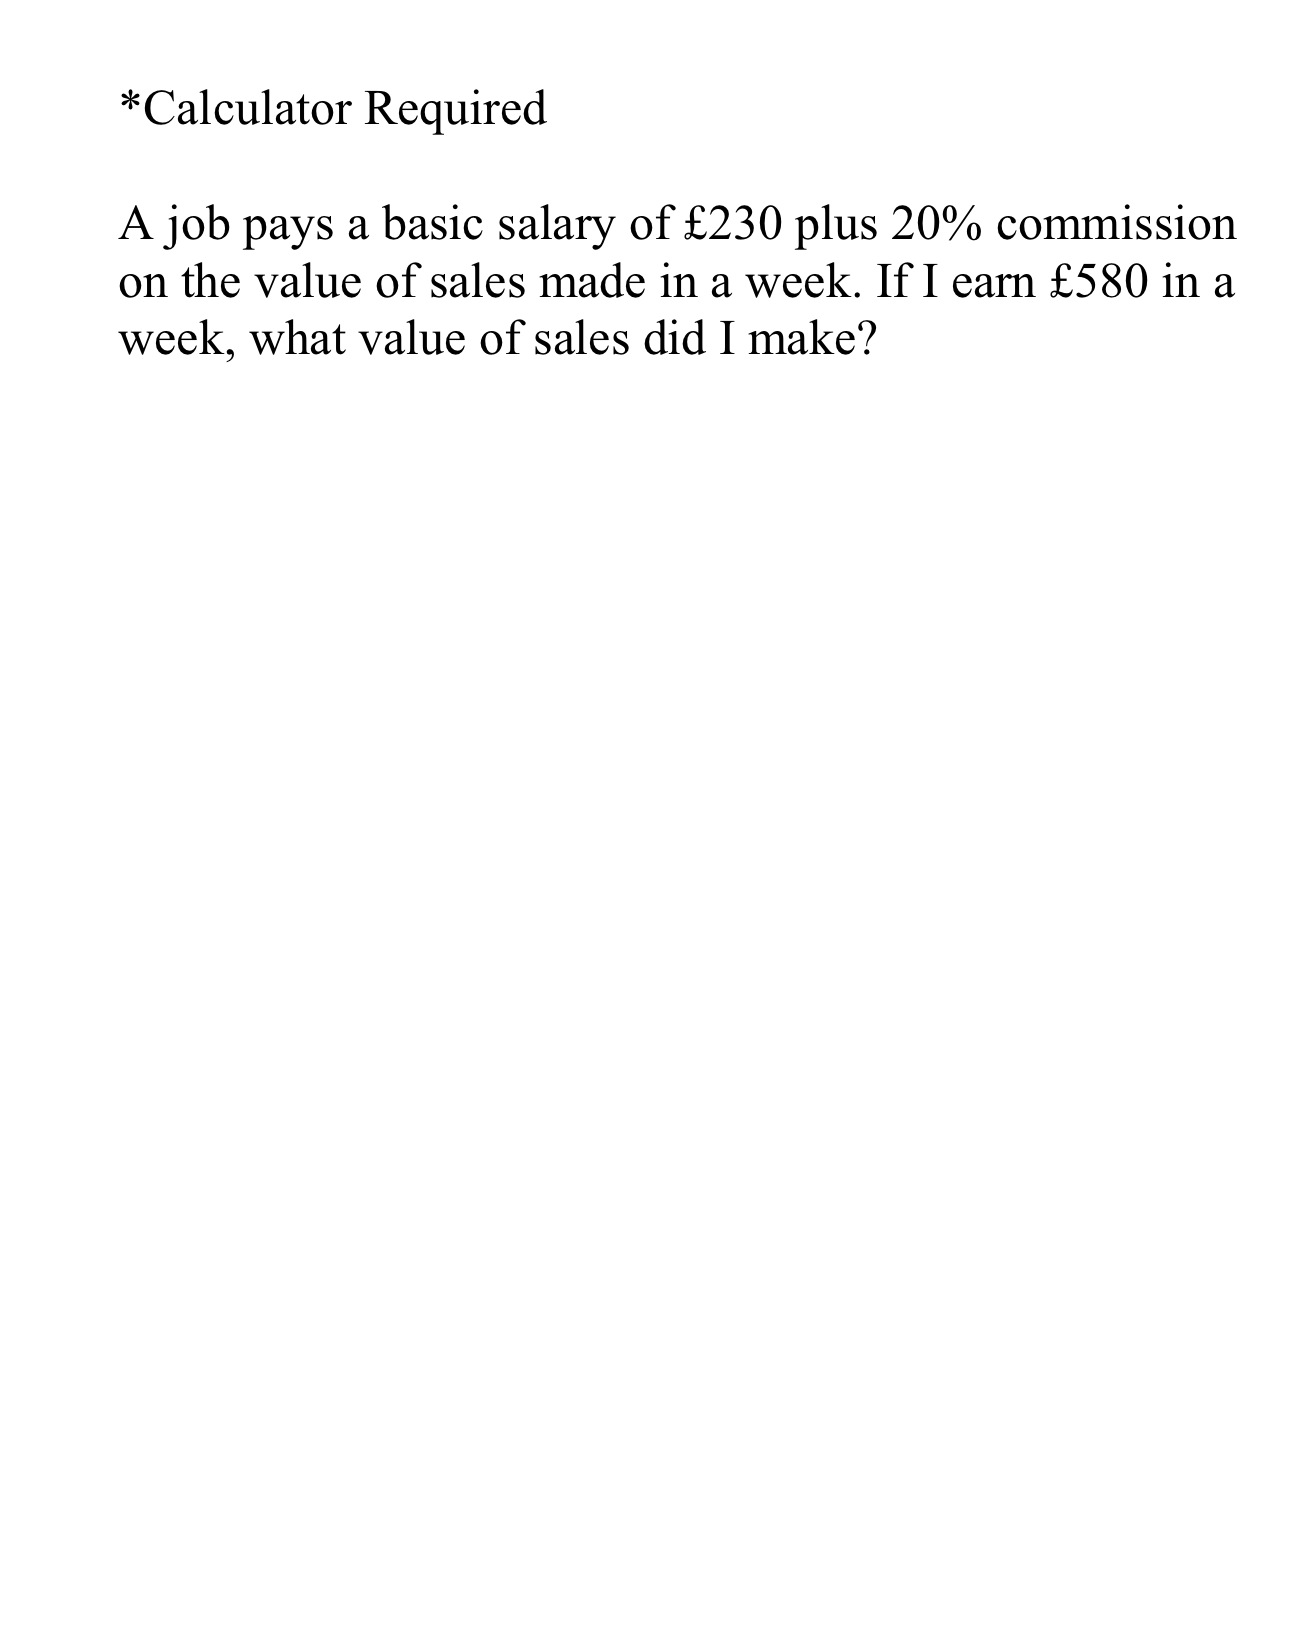 *Calculator Required
A job pays a basic salary of £230 plus 20% commission
on the value of sales made in a week. If I earn £580 in a
week, what value of sales did I make?